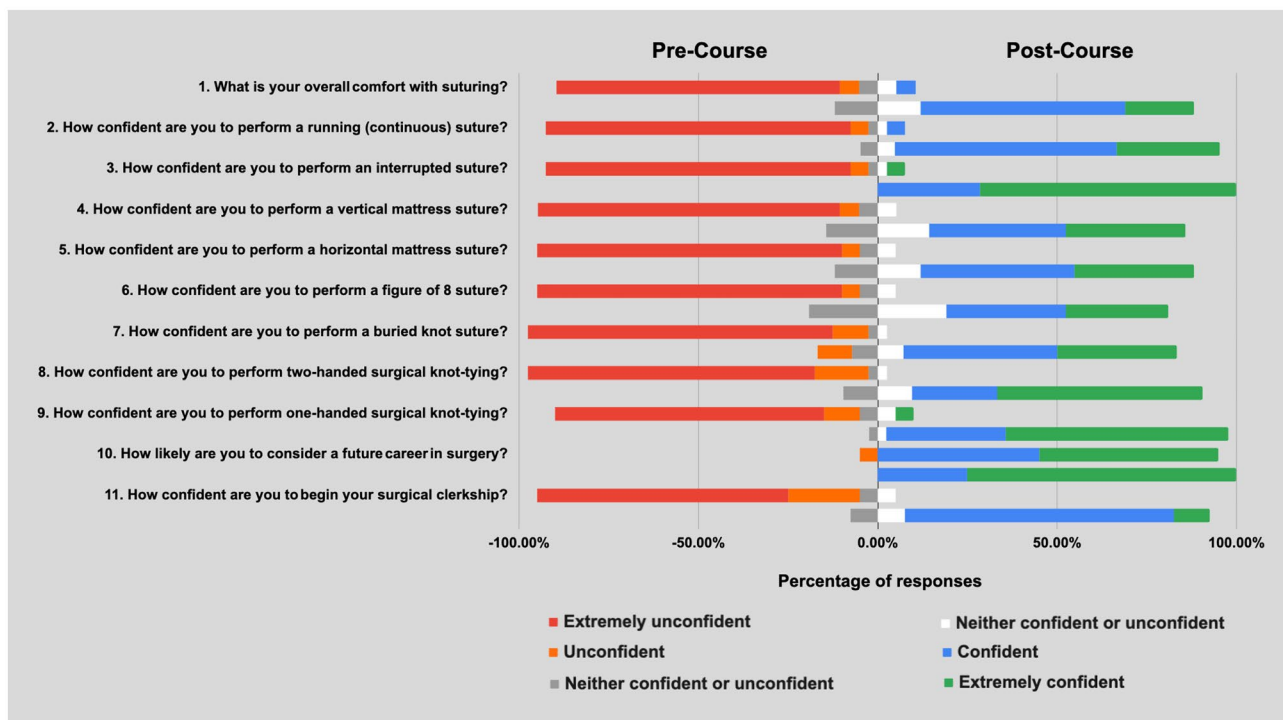 Pre-Course Post-Course
1. What is your overall comfort with suturing?
2. How confident are you to perform a running (continuous) suture?
3. How confident are you to perform an interrupted suture?
4. How confident are you to perform a vertical mattress suture?
5. How confident are you to perform a horizontal mattress suture?
6. How confident are you to perform a figure of 8 suture?
7. How confident are you to perform a buried knot suture?
8. How confident are you to perform two-handed surgical knot-tying?
9. How confident are you to perform one-handed surgical knot-tying?
10. How likely are you to consider a future career in surgery?
11. How confident are you to begin your surgical clerkship?
-100.00% -50.00% 0.00% 50.00% 100.00%
Percentage of responses
Extremely unconfident
Unconfident
Neither confident or unconfident
Neither confident or unconfident
Confident
Extremely confident